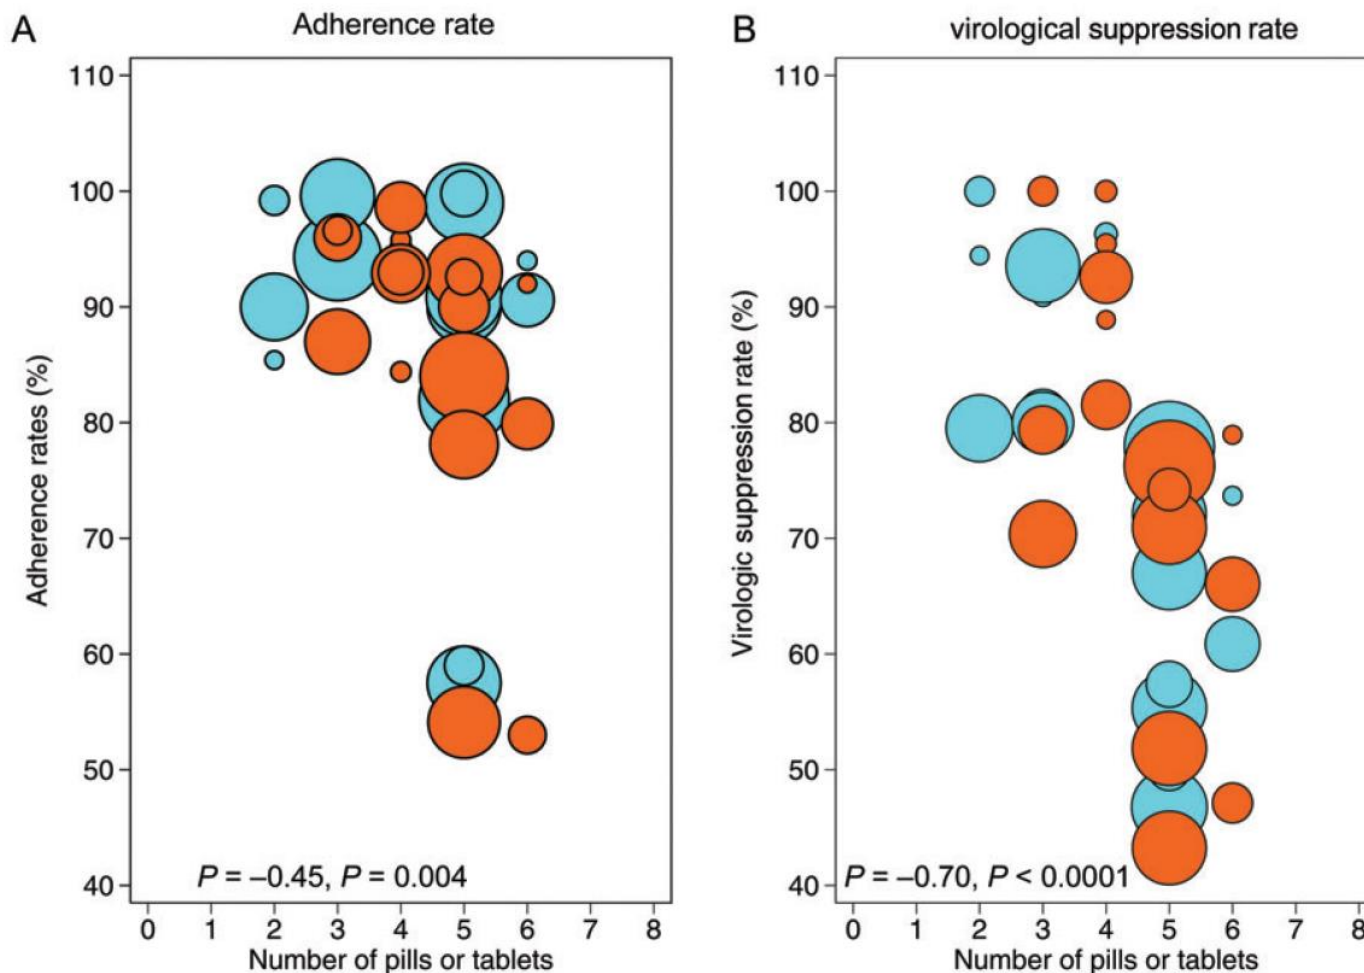 A
Adherence rate
Adherence rates (%)
110
100
90
80
70
60
50
40
P = –0.45, P = 0.004
0 1 2 3 4 5 6 7 8
Number of pills or tablets
B
virological suppression rate
Virologic suppression rate (%)
110
100
90
80
70
60
50
40
P = –0.70, P < 0.0001
0 1 2 3 4 5 6 7 8
Number of pills or tablets